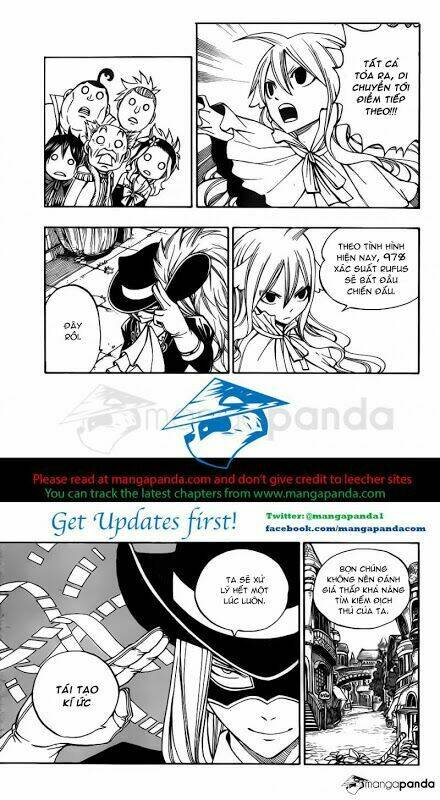 TẤT CẢ
TỎA RA, DI
CHUYỂN TỚI
ĐIỂM TIẾP
THEO!!!
THEO TÌNH HÌNH
HIỆN NAY, 97%
XÁC SUẤT RUFUS
SẼ BẮT ĐẦU
CHIẾN ĐẤU.
ĐÂY
RỒI.
mangapanda
Please read at mangapanda.com and don't give credit to leecher sites
You can track the latest chapters from www.mangapanda.com
Get Updates first!
Twitter: @mangapanda1
facebook.com/mangapandacom
BỌN CHÚNG
KHÔNG NÊN ĐÁNH
GIÁ THẤP KHẢ NĂNG
TÌM KIẾM ĐỊCH
THỦ CỦA TA.
TA SẼ XỬ
LÝ HẾT MỘT
LÚC LUÔN.
TÁI TẠO
KÍ ỨC
mangapanda